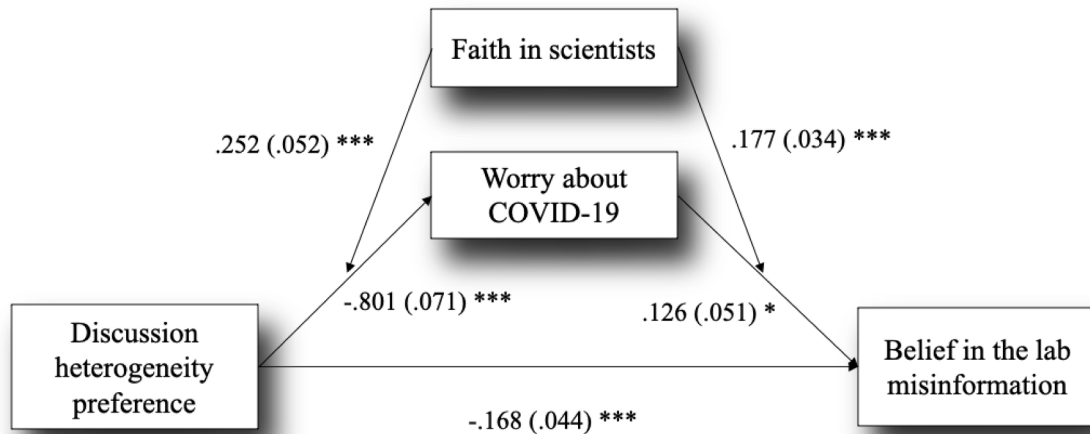 Faith in scientists
.252 (.052) ***
.177 (.034) ***
Worry about
COVID-19
-.801 (.071) ***
.126 (.051) *
Discussion
heterogeneity
preference
Belief in the lab
misinformation
-.168 (.044) ***